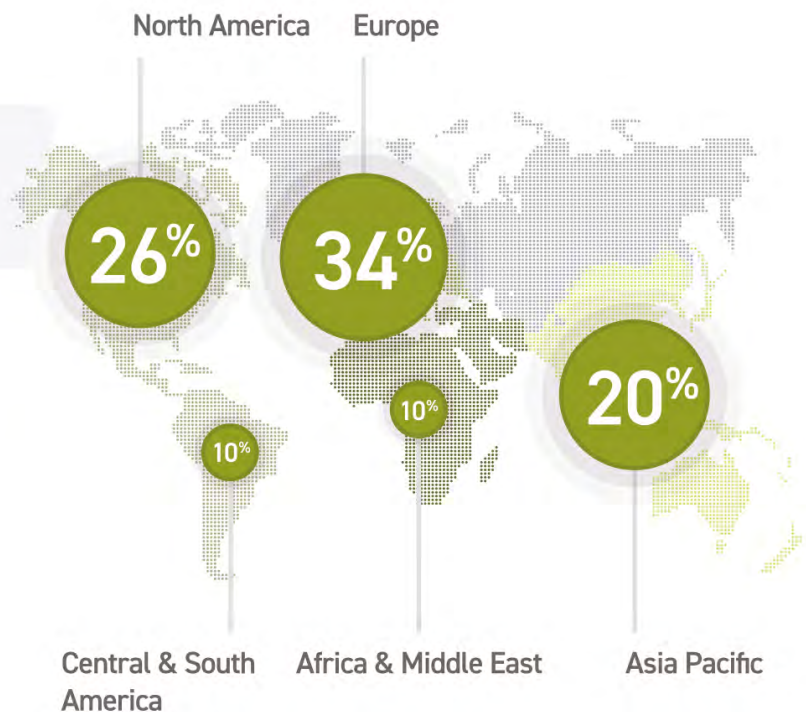 North America
Europe
26%
34%
20%
10%
10%
Central & South
America
Africa & Middle East
Asia Pacific